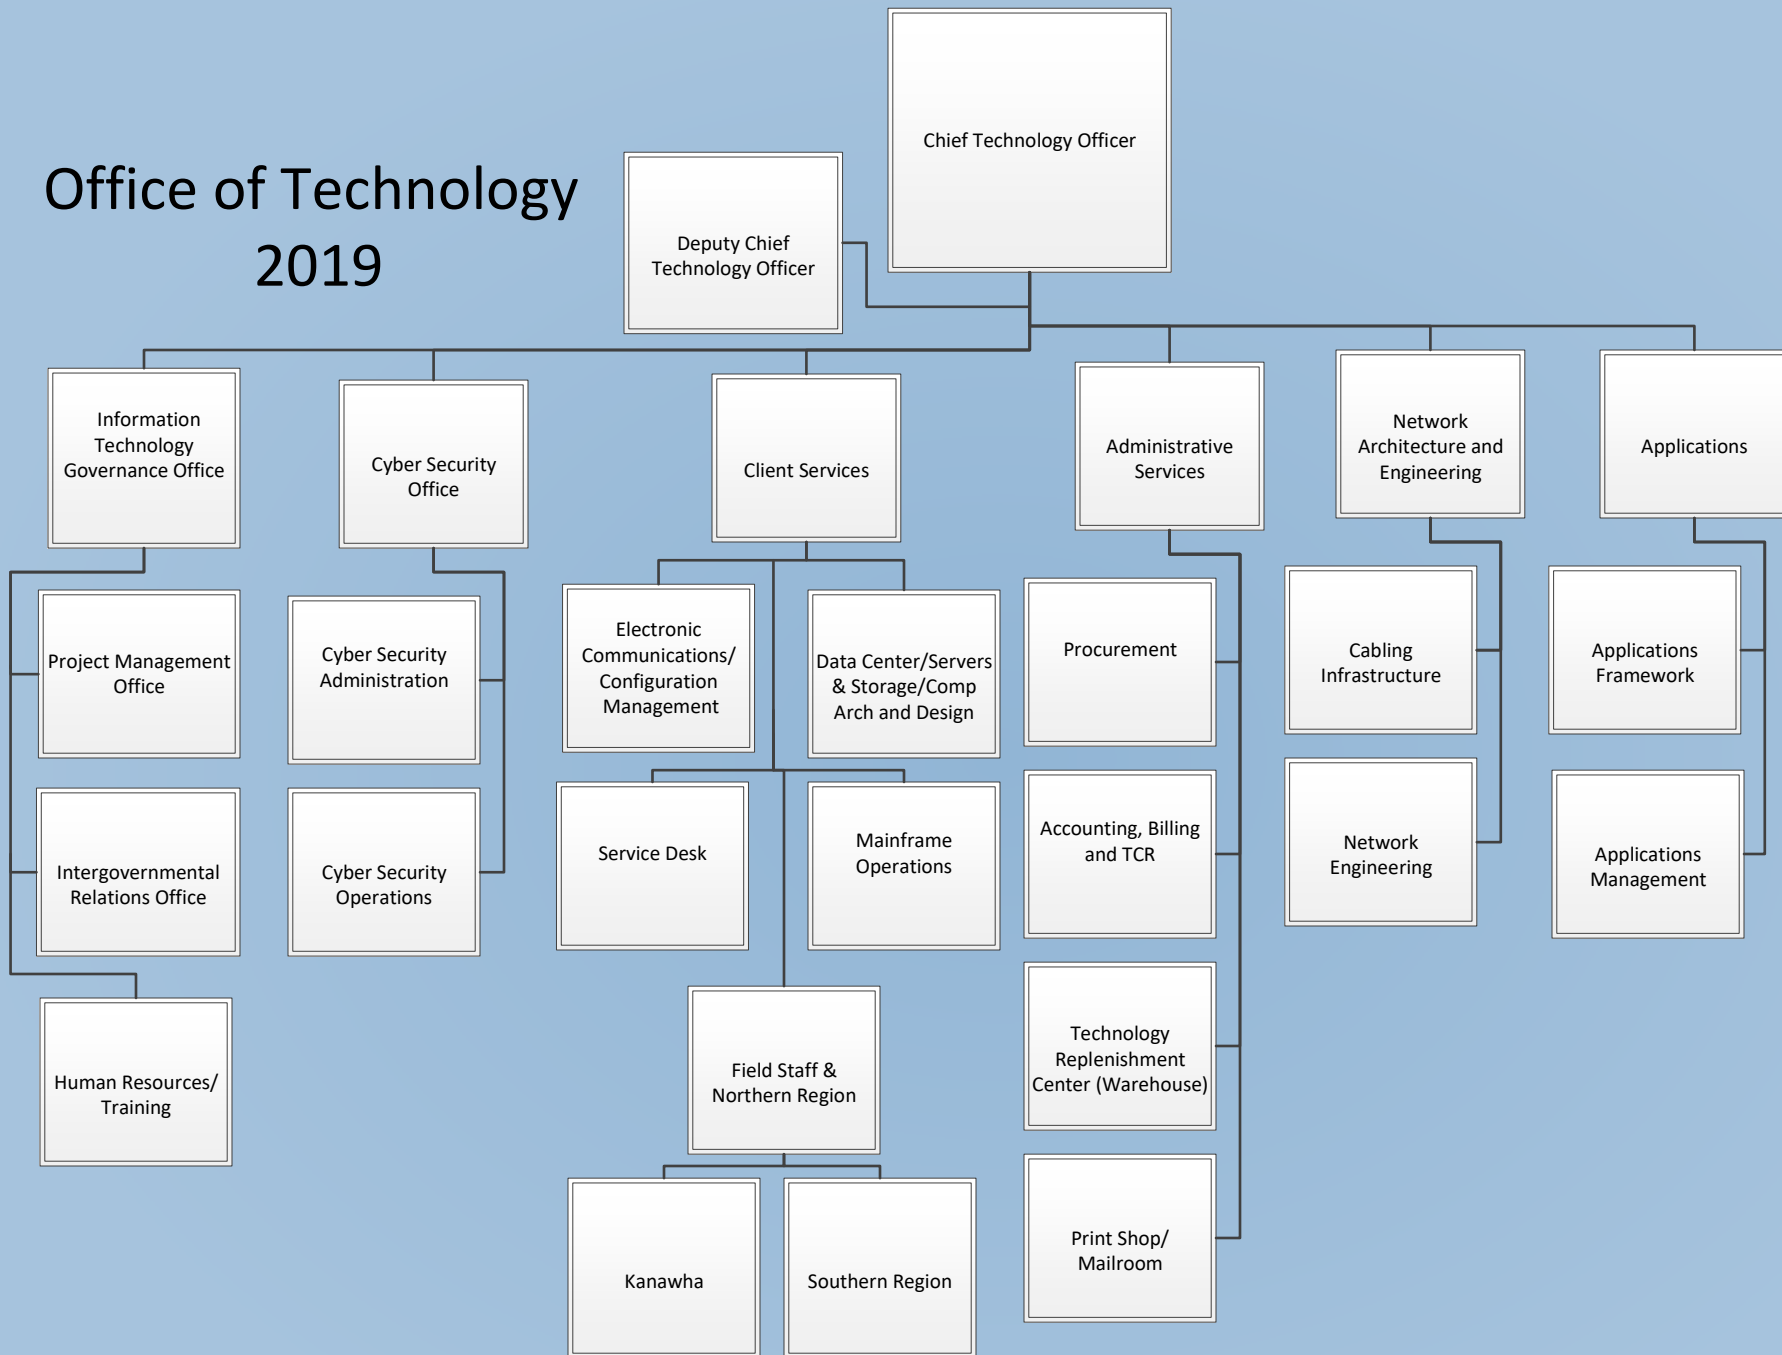 Office of Technology
2019
Chief Technology Officer
Deputy Chief
Technology Officer
Information
Technology
Governance Office
Cyber Security
Office
Client Services
Administrative
Services
Network
Architecture and
Engineering
Applications
Project Management
Office
Cyber Security
Administration
Electronic
Communications/
Configuration
Management
Data Center/Servers
& Storage/Comp
Arch and Design
Procurement
Cabling
Infrastructure
Applications
Framework
Intergovernmental
Relations Office
Cyber Security
Operations
Service Desk
Mainframe
Operations
Accounting, Billing
and TCR
Network
Engineering
Applications
Management
Human Resources/
Training
Field Staff &
Northern Region
Technology
Replenishment
Center (Warehouse)
Kanawha
Southern Region
Print Shop/
Mailroom